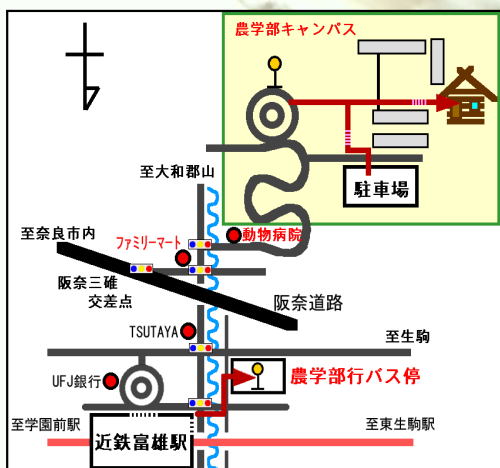 農学部キャンパス
駐車場
至大和郡山
動物病院
ファミリーマート
至奈良市内
阪奈三碓
交差点
阪奈道路
TSUTAYA
至生駒
UFJ銀行
農学部行バス停
至学園前駅
近鉄富雄駅
至東生駒駅